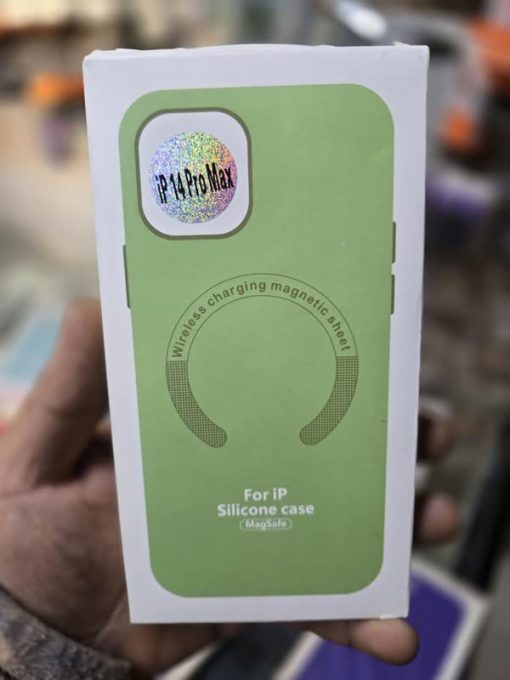 iP 14 Pro Max
Wireless charging magnetic sheet
For iP
Silicone case
MagSafe